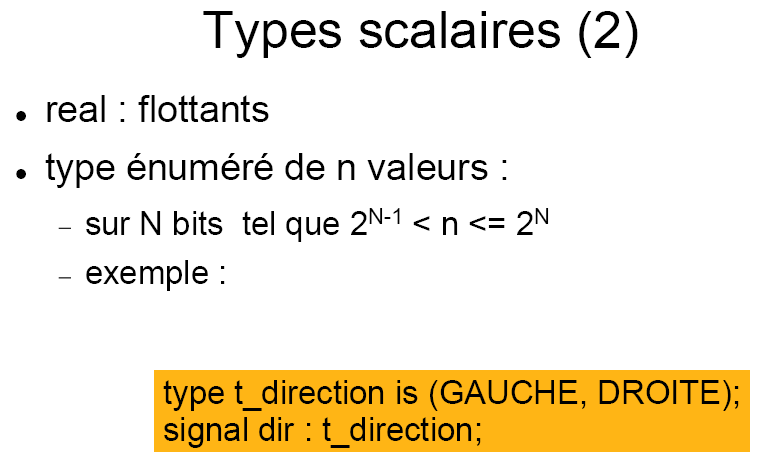 Types scalaires (2)
• real : flottants
• type énuméré de n valeurs :
– sur N bits tel que 2^{N-1} < n <= 2^N
– exemple :
type t_direction is (GAUCHE, DROITE);
signal dir : t_direction;